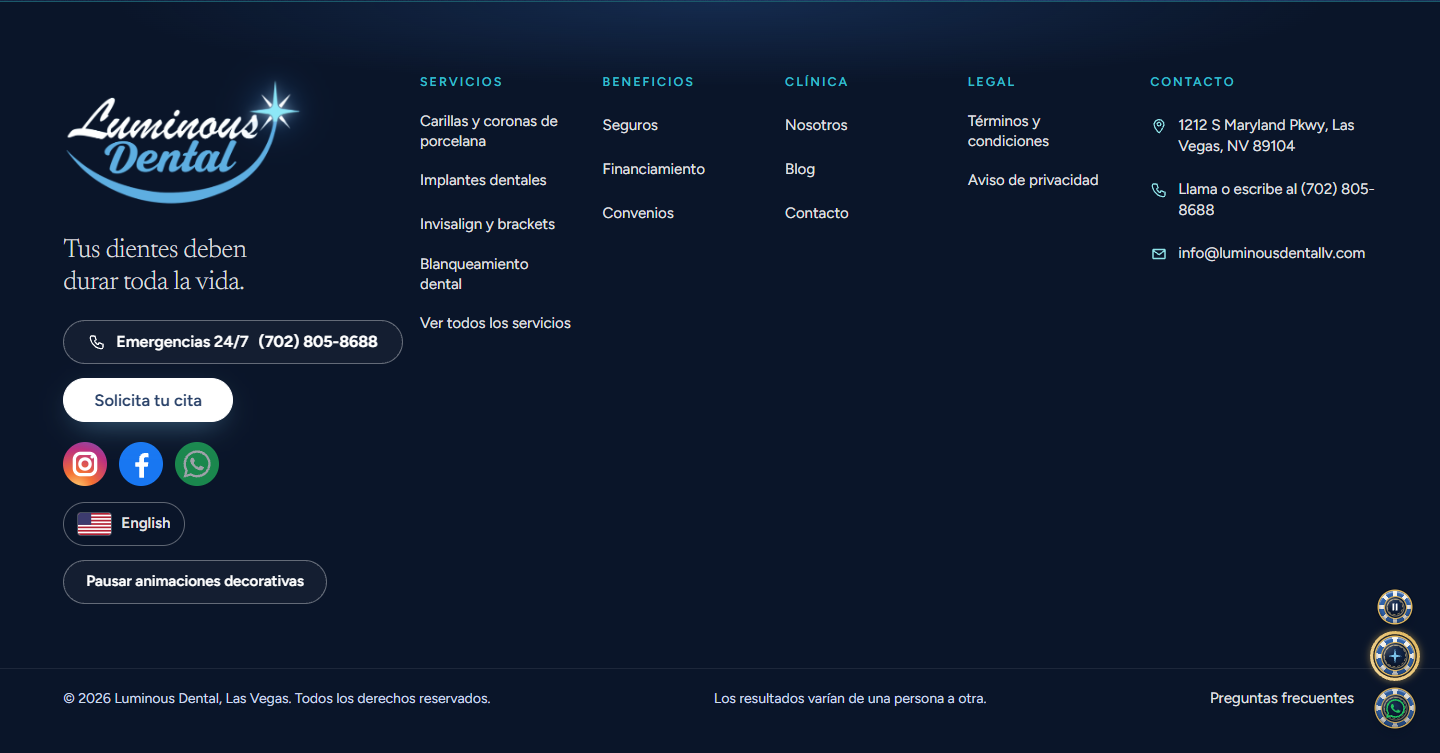 Luminous
Dental
Tus dientes deben
durar toda la vida.
Emergencias 24/7 (702) 805-8688
Solicita tu cita
English
Pausar animaciones decorativas
SERVICIOS
Carillas y coronas de
porcelana
Implantes dentales
Invisalign y brackets
Blanqueamiento
dental
Ver todos los servicios
BENEFICIOS
Seguros
Financiamiento
Convenios
CLÍNICA
Nosotros
Blog
Contacto
LEGAL
Términos y
condiciones
Aviso de privacidad
CONTACTO
1212 S Maryland Pkwy, Las
Vegas, NV 89104
Llama o escribe al (702) 805-
8688
info@luminousdentallv.com
© 2026 Luminous Dental, Las Vegas. Todos los derechos reservados.
Los resultados varían de una persona a otra.
Preguntas frecuentes